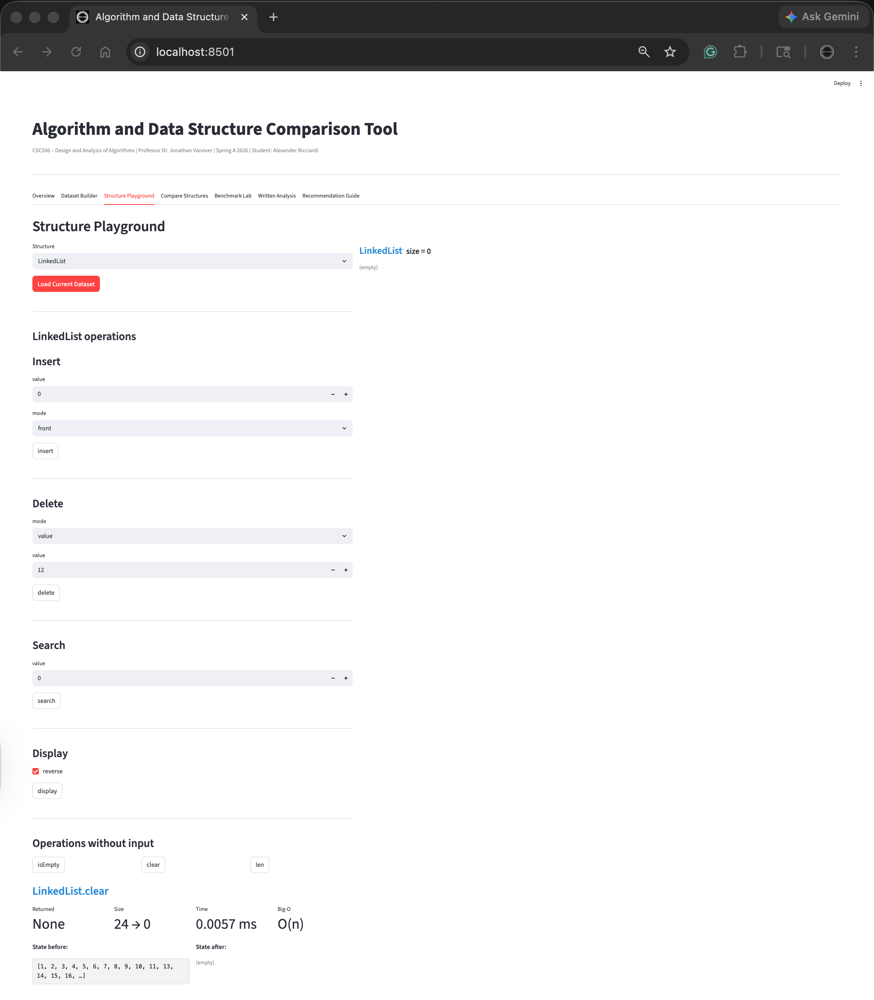 Algorithm and Data Structure
Ask Gemini
localhost:8501
Deploy
Algorithm and Data Structure Comparison Tool
CSC506 – Design and Analysis of Algorithms | Professor Dr. Jonathan Vanover | Spring A 2026 | Student: Alexander Ricciardi
Overview Dataset Builder Structure Playground Compare Structures Benchmark Lab Written Analysis Recommendation Guide
Structure Playground
Structure
LinkedList
Load Current Dataset
LinkedList size = 0
(empty)
LinkedList operations
Insert
value
0
mode
front
insert
Delete
mode
value
value
12
delete
Search
value
0
search
Display
reverse
display
Operations without input
isEmpty clear len
LinkedList.clear
Returned Size Time Big-O
None 24 → 0 0.0057 ms O(n)
State before: State after:
[1, 2, 3, 4, 5, 6, 7, 8, 9, 10, 11, 13,
14, 15, 16, …]
(empty)